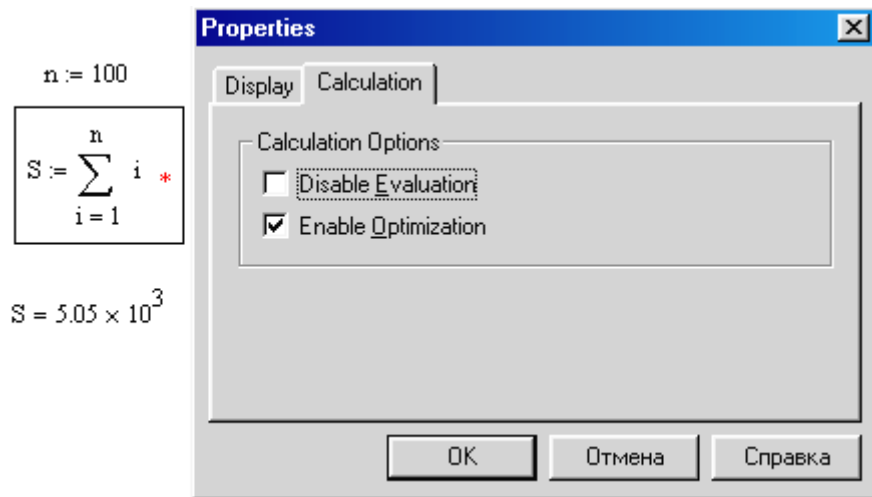 n := 100
n
S := ∑ i *
i = 1
S = 5.05 × 10³
Properties
Display Calculation
Calculation Options
Disable Evaluation
Enable Optimization
OK Отмена Справка